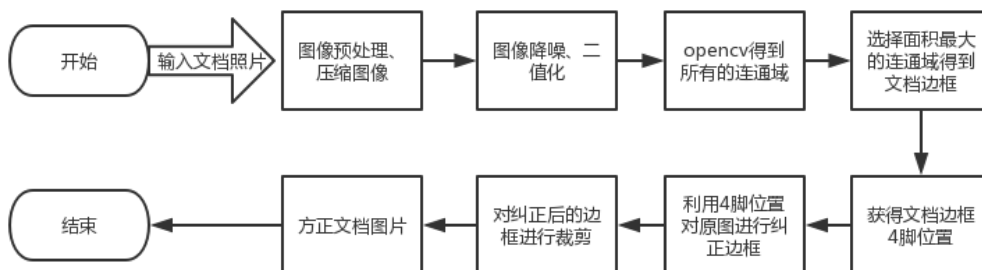 开始
输入文档照片
图像预处理、
压缩图像
图像降噪、二
值化
opencv得到
所有的连通域
选择面积最大
的连通域得到
文档边框
获得文档边框
4脚位置
利用4脚位置
对原图进行纠
正边框
对纠正后的边
框进行裁剪
方正文档图片
结束